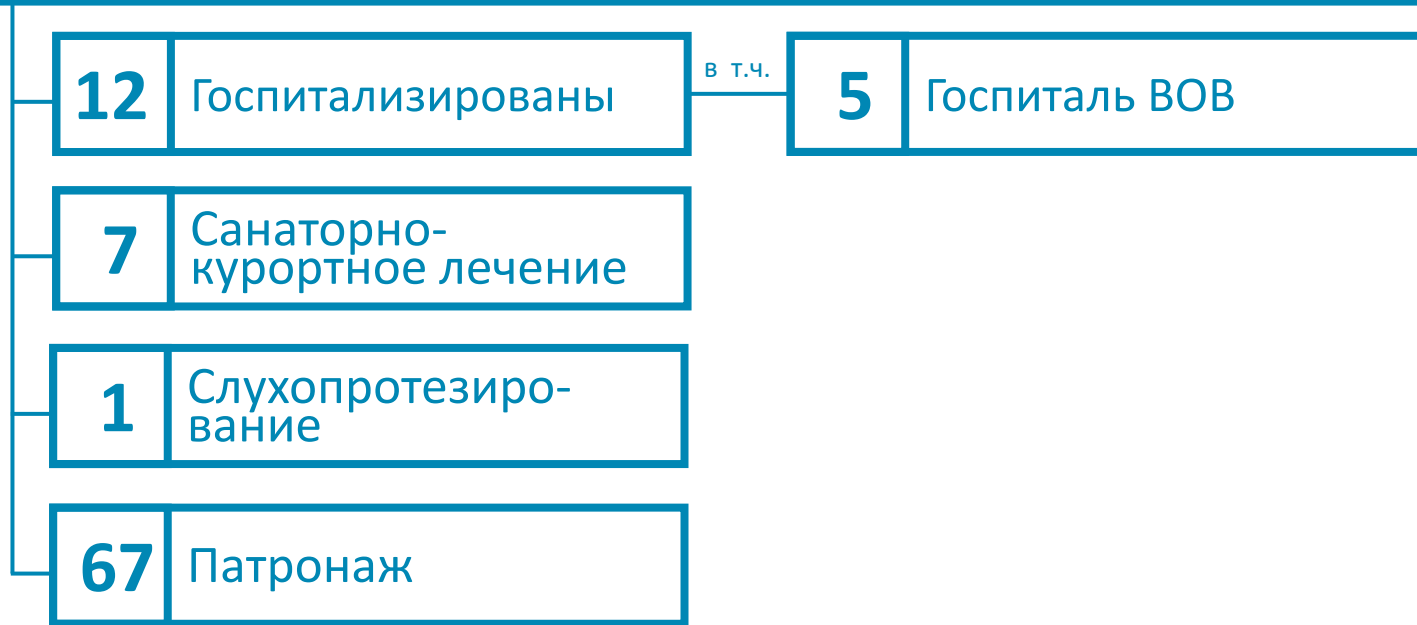 12 Госпитализированы в т.ч. 5 Госпиталь ВОВ
7 Санаторно-
курортное лечение
1 Слухопротезиро-
вание
67 Патронаж